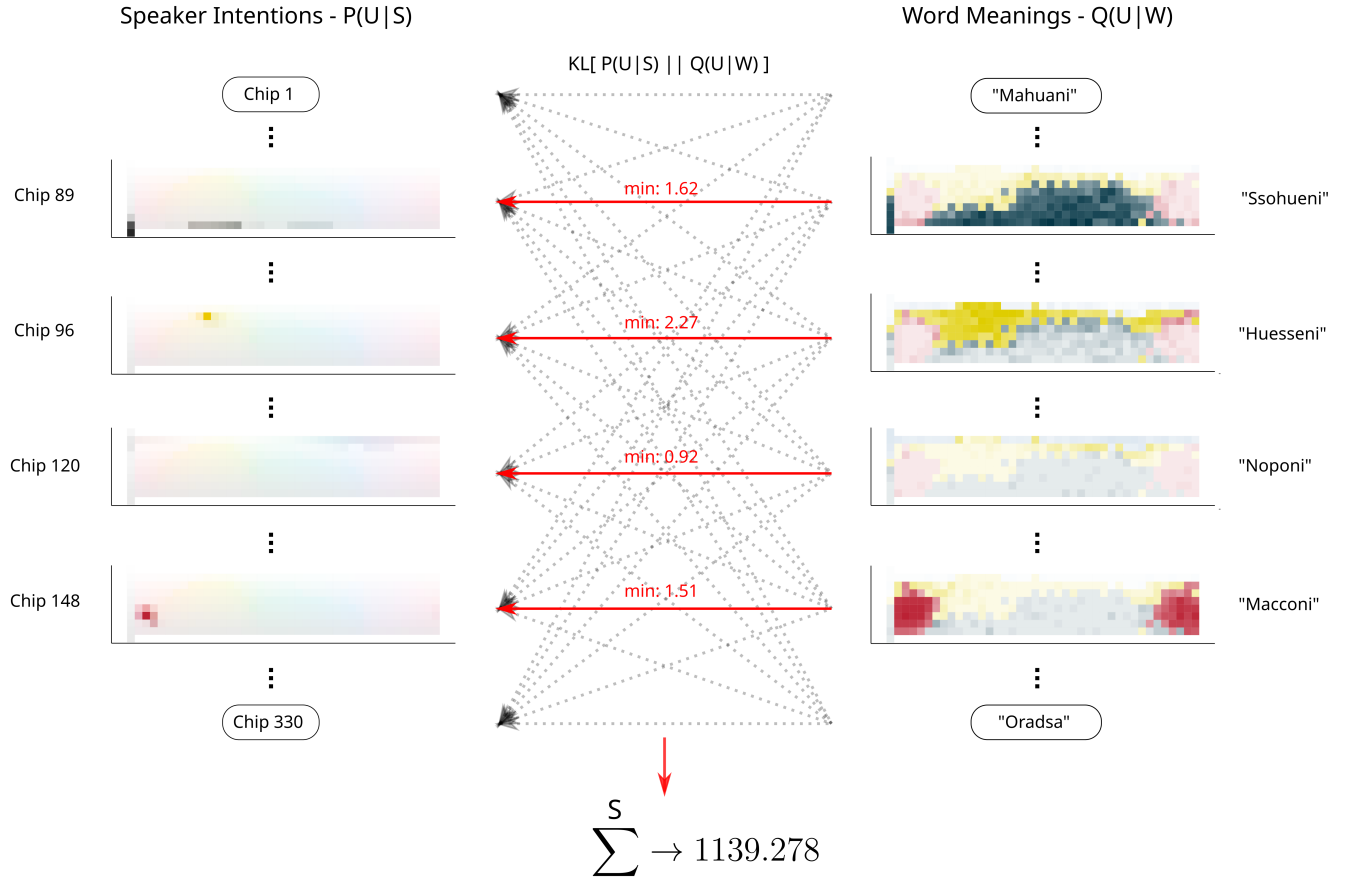 Speaker Intentions - P(U|S)
Word Meanings - Q(U|W)
KL[ P(U|S) || Q(U|W) ]
Chip 1
"Mahuani"
Chip 89
min: 1.62
"Ssohueni"
Chip 96
min: 2.27
"Huesseni"
Chip 120
min: 0.92
"Noponi"
Chip 148
min: 1.51
"Macconi"
Chip 330
"Oradsa"
S
∑ → 1139.278